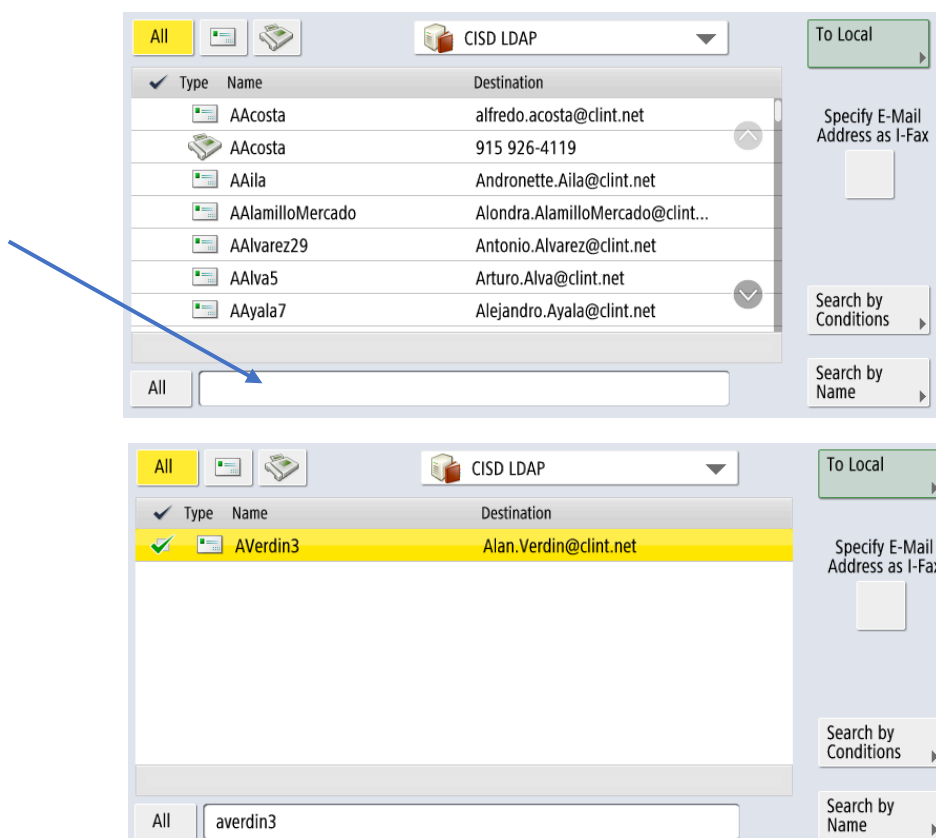 All CISD LDAP To Local
Type Name Destination
AAcosta alfredo.acosta@clint.net
AAcosta 915 926-4119
AAila Andronette.Aila@clint.net
AAlamilloMercado Alondra.AlamilloMercado@clint...
AAlvarez29 Antonio.Alvarez@clint.net
AAlva5 Arturo.Alva@clint.net
AAyala7 Alejandro.Ayala@clint.net
Specify E-Mail
Address as I-Fax
Search by
Conditions
Search by
Name
All
All CISD LDAP To Local
Type Name Destination
AVerdin3 Alan.Verdin@clint.net
Specify E-Mail
Address as I-Fax
Search by
Conditions
Search by
Name
All averdin3